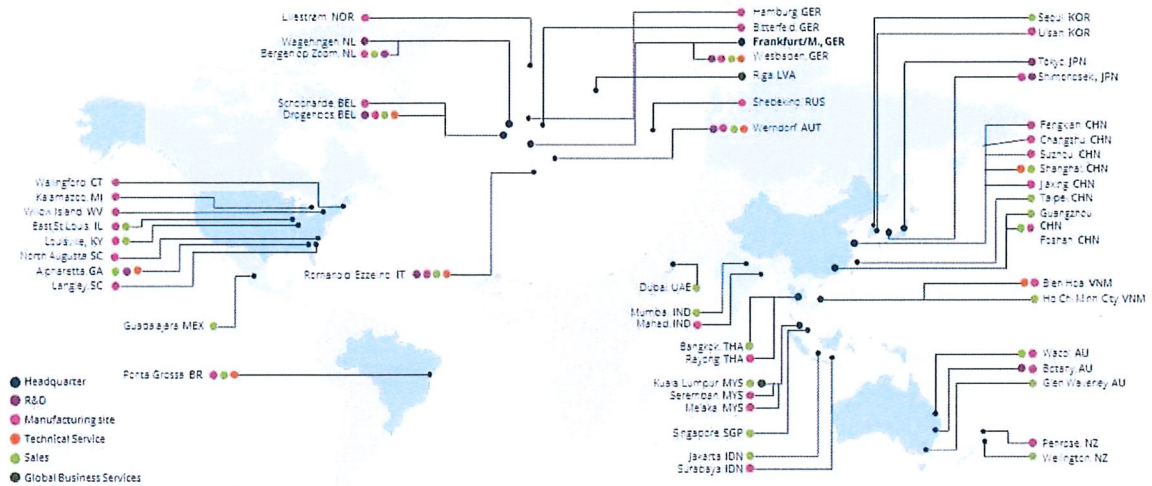 Lillestrøm NOR
Wageningen NL
Bergen op Zoom, NL
Schoonarde BEL
Drogenbos BEL
Hamburg GER
Bitterfeld, GER
Frankfurt/M., GER
Wiesbaden, GER
Riga LVA
Shebekino RUS
Werndorf AUT
Seoul KOR
Ulsan KOR
Tokyo JPN
Shimonoseki, JPN
CHN
Changzhu CHN
Suzhou CHN
Shanghai CHN
Jiaxing CHN
Taipei, CHN
Guangzhou
CHN
Foshan CHN
Wallingford CT
Kalamazoo, MI
Willow Island WV
East St Louis, IL
Louisville, KY
North Augusta SC
Alpharetta, GA
Langley, SC
Guadalajara MEX
Romano d'Ezzelino IT
Ponta Grossa BR
Dubai UAE
Mumbai, IND
Mahad, IND
Bangkok, THA
Rayong THA
Kuala Lumpur MYS
Seremban MYS
Melaka MYS
Singapore SGP
Jakarta IDN
Surabaya IDN
Bien Hoa VNM
Ho Chi Minh Cty, VNM
Wacol AU
Botany, AU
Glen Waverley AU
Penrose, NZ
Wellington, NZ
Headquarter
R&D
Manufacturing site
Technical Service
Sales
Global Business Services